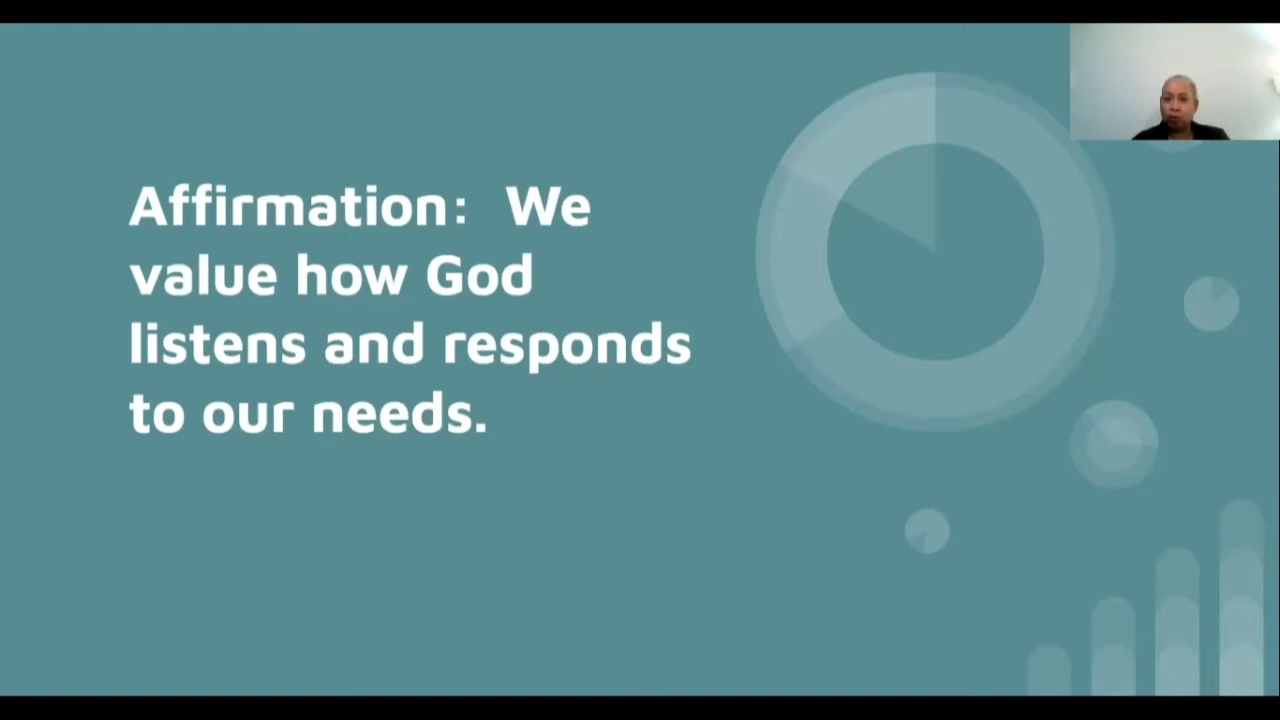 Affirmation:  We
value how God
listens and responds
to our needs.